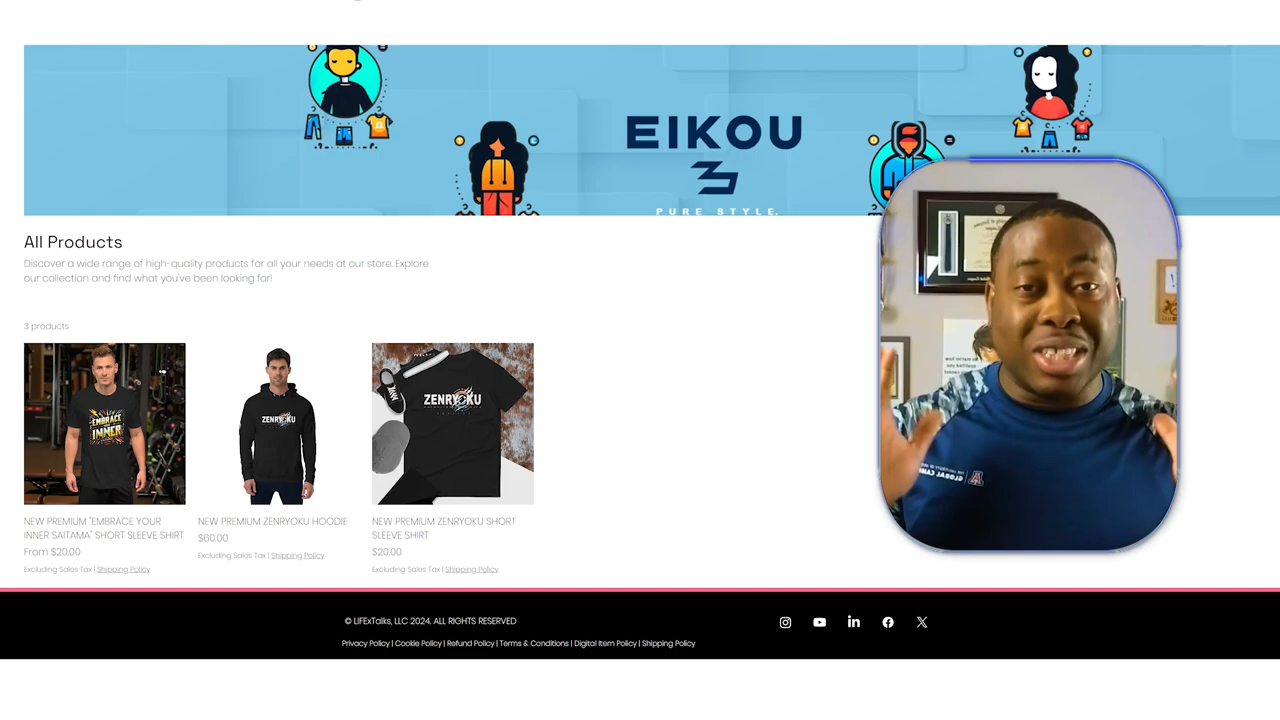 EIKOU
PURE STYLE.
All Products
Discover a wide range of high-quality products for all your needs at our store. Explore
our collection and find what you've been looking for!
3 products
EMBRACE
INNER
ZENRYOKU
ZENRYOKU
NEW PREMIUM "EMBRACE YOUR
INNER SAITAMA" SHORT SLEEVE SHIRT
From $20.00
Excluding Sales Tax | Shipping Policy
NEW PREMIUM ZENRYOKU HOODIE
$60.00
Excluding Sales Tax | Shipping Policy
NEW PREMIUM ZENRYOKU SHORT
SLEEVE SHIRT
$20.00
Excluding Sales Tax | Shipping Policy
GLOBAL CAMPUS
© LIFExTalks, LLC 2024. ALL RIGHTS RESERVED
Privacy Policy | Cookie Policy | Refund Policy | Terms & Conditions | Digital Item Policy | Shipping Policy